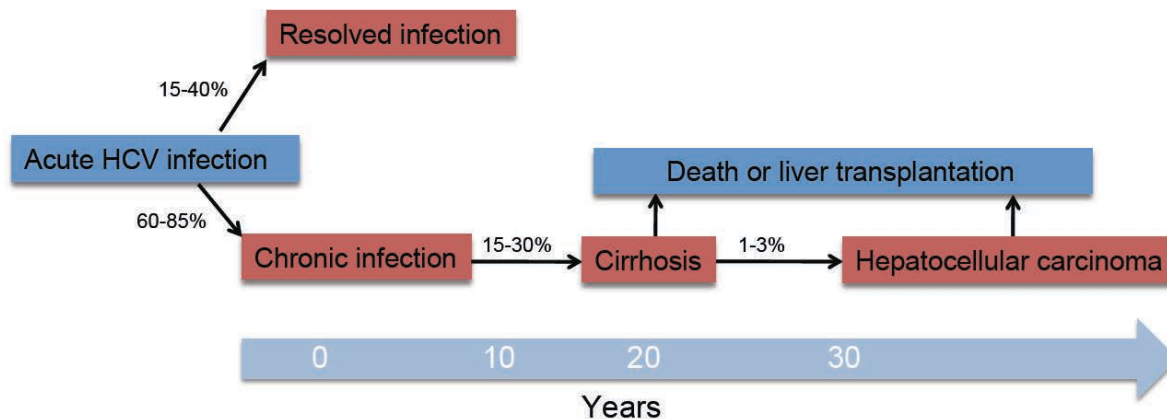 Resolved infection
15-40%
Acute HCV infection
Death or liver transplantation
60-85%
Chronic infection
15-30%
Cirrhosis
1-3%
Hepatocellular carcinoma
0 10 20 30
Years